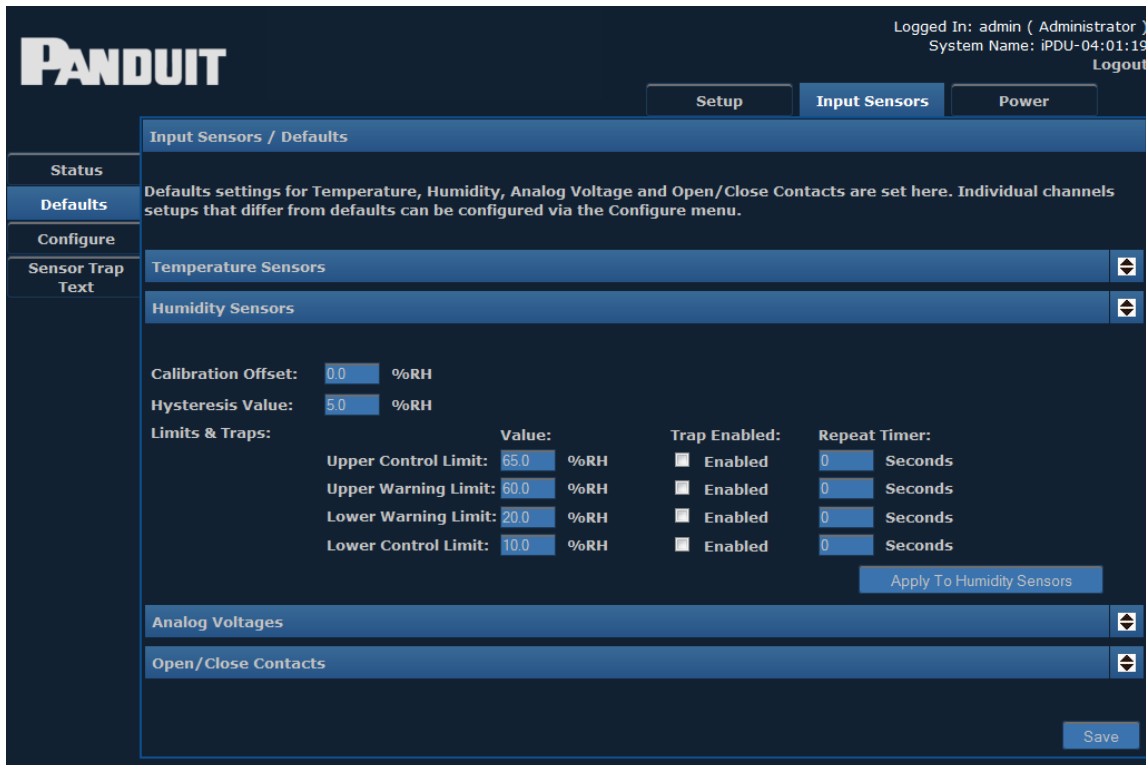 Logged In: admin ( Administrator )
System Name: iPDU-04:01:19
Logout
PANDUIT
Setup
Input Sensors
Power
Input Sensors / Defaults
Status
Defaults
Configure
Sensor Trap
Text
Defaults settings for Temperature, Humidity, Analog Voltage and Open/Close Contacts are set here. Individual channels
setups that differ from defaults can be configured via the Configure menu.
Temperature Sensors
Humidity Sensors
Calibration Offset: 0.0 %RH
Hysteresis Value: 5.0 %RH
Limits & Traps: Value: Trap Enabled: Repeat Timer:
Upper Control Limit: 65.0 %RH Enabled 0 Seconds
Upper Warning Limit: 60.0 %RH Enabled 0 Seconds
Lower Warning Limit: 20.0 %RH Enabled 0 Seconds
Lower Control Limit: 10.0 %RH Enabled 0 Seconds
Apply To Humidity Sensors
Analog Voltages
Open/Close Contacts
Save